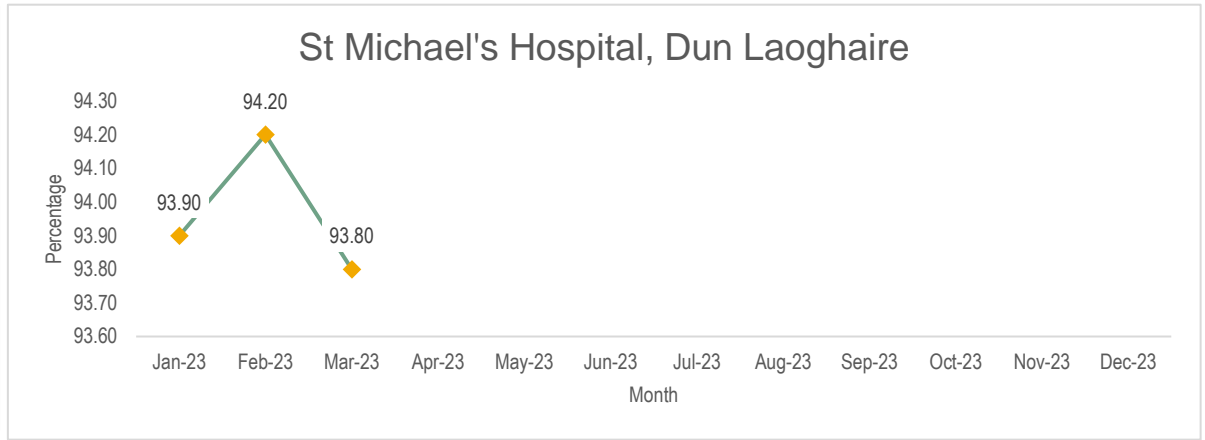 St Michael's Hospital, Dun Laoghaire
94.30
94.20
94.10
94.00
93.90
93.80
93.70
93.60
Percentage
93.90
94.20
93.80
Jan-23 Feb-23 Mar-23 Apr-23 May-23 Jun-23 Jul-23 Aug-23 Sep-23 Oct-23 Nov-23 Dec-23
Month